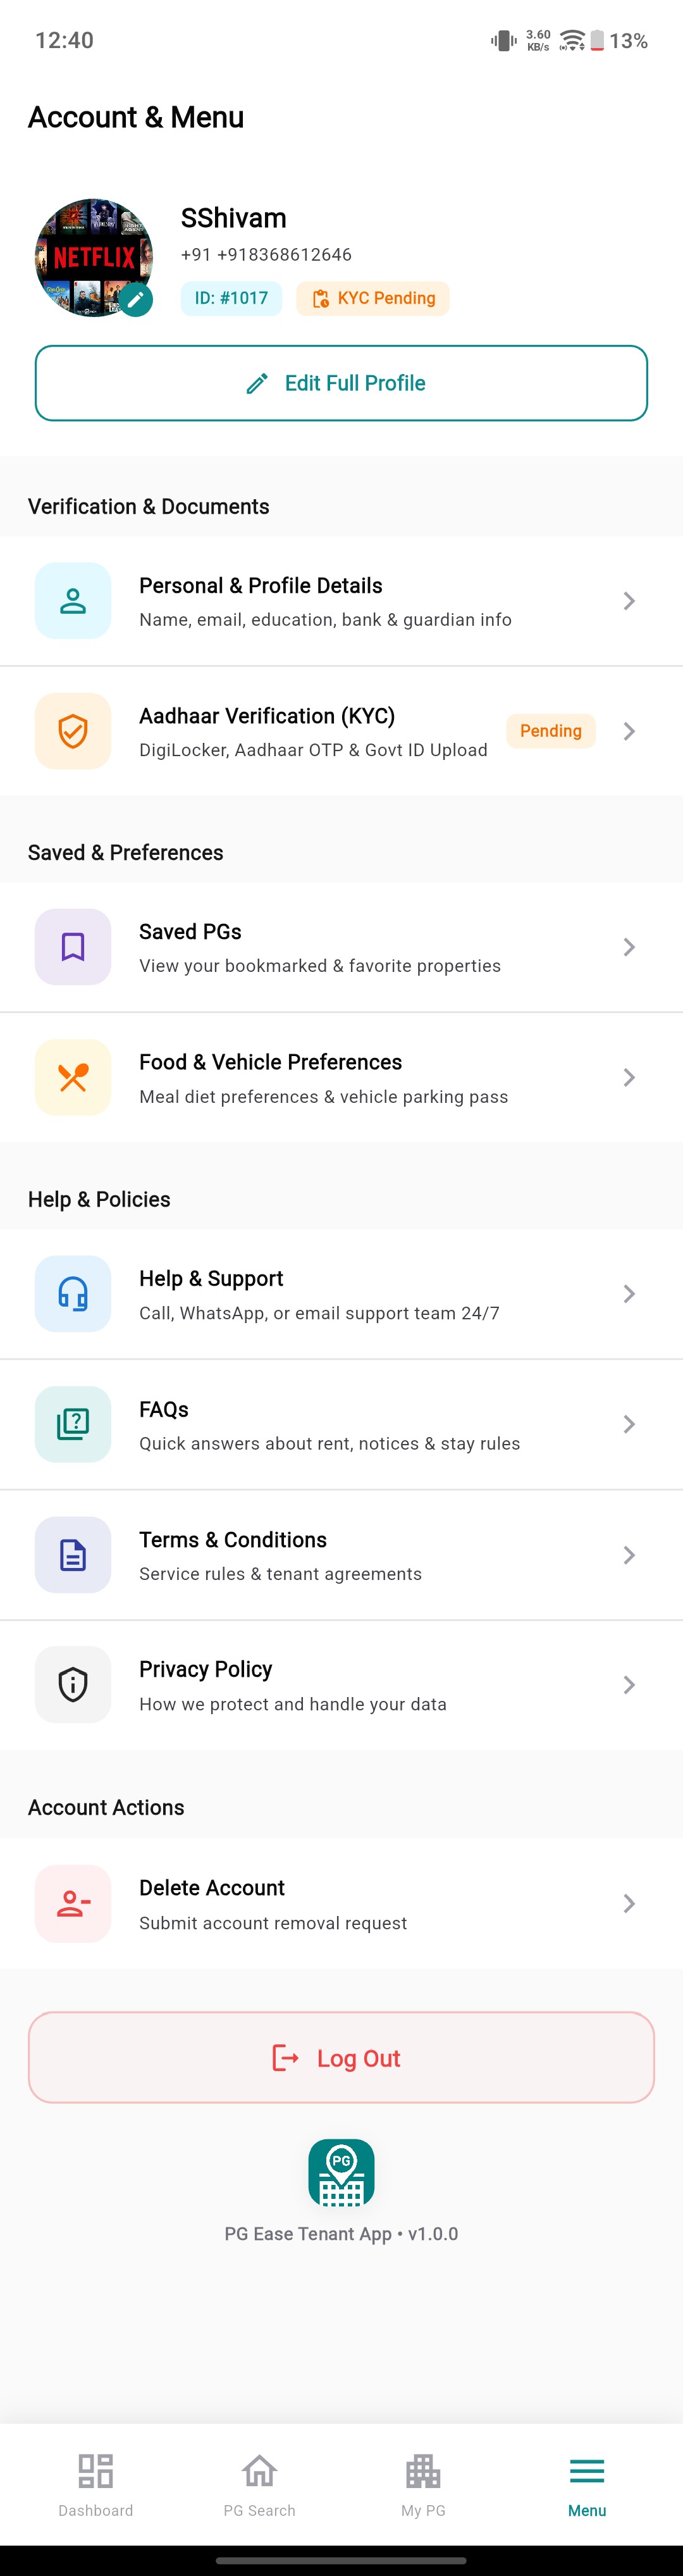 12:40
3.60
KB/s
13%
Account & Menu
NETFLIX
SShivam
+91 +918368612646
ID: #1017
KYC Pending
Edit Full Profile
Verification & Documents
Personal & Profile Details
Name, email, education, bank & guardian info
Aadhaar Verification (KYC)
DigiLocker, Aadhaar OTP & Govt ID Upload
Pending
Saved & Preferences
Saved PGs
View your bookmarked & favorite properties
Food & Vehicle Preferences
Meal diet preferences & vehicle parking pass
Help & Policies
Help & Support
Call, WhatsApp, or email support team 24/7
FAQs
Quick answers about rent, notices & stay rules
Terms & Conditions
Service rules & tenant agreements
Privacy Policy
How we protect and handle your data
Account Actions
Delete Account
Submit account removal request
Log Out
PG
PG Ease Tenant App • v1.0.0
Dashboard
PG Search
My PG
Menu